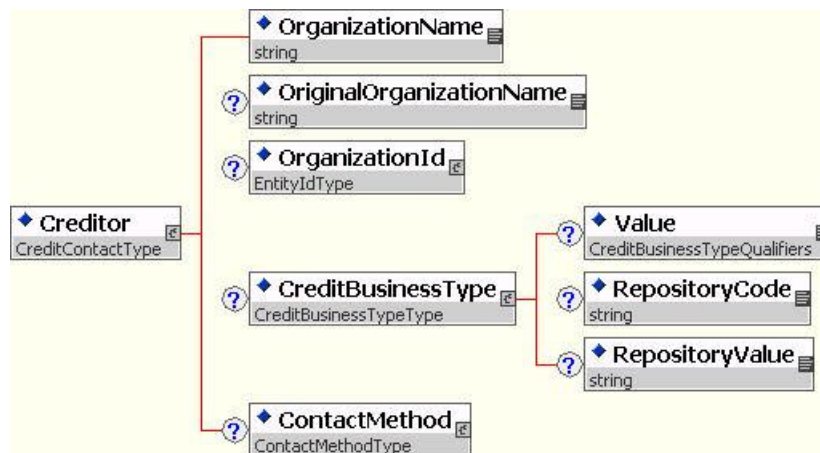 OrganizationName
string
? OriginalOrganizationName
string
? OrganizationId
EntityIdType
Creditor
CreditContactType
? CreditBusinessType
CreditBusinessTypeType
? Value
CreditBusinessTypeQualifiers
? RepositoryCode
string
? RepositoryValue
string
? ContactMethod
ContactMethodType